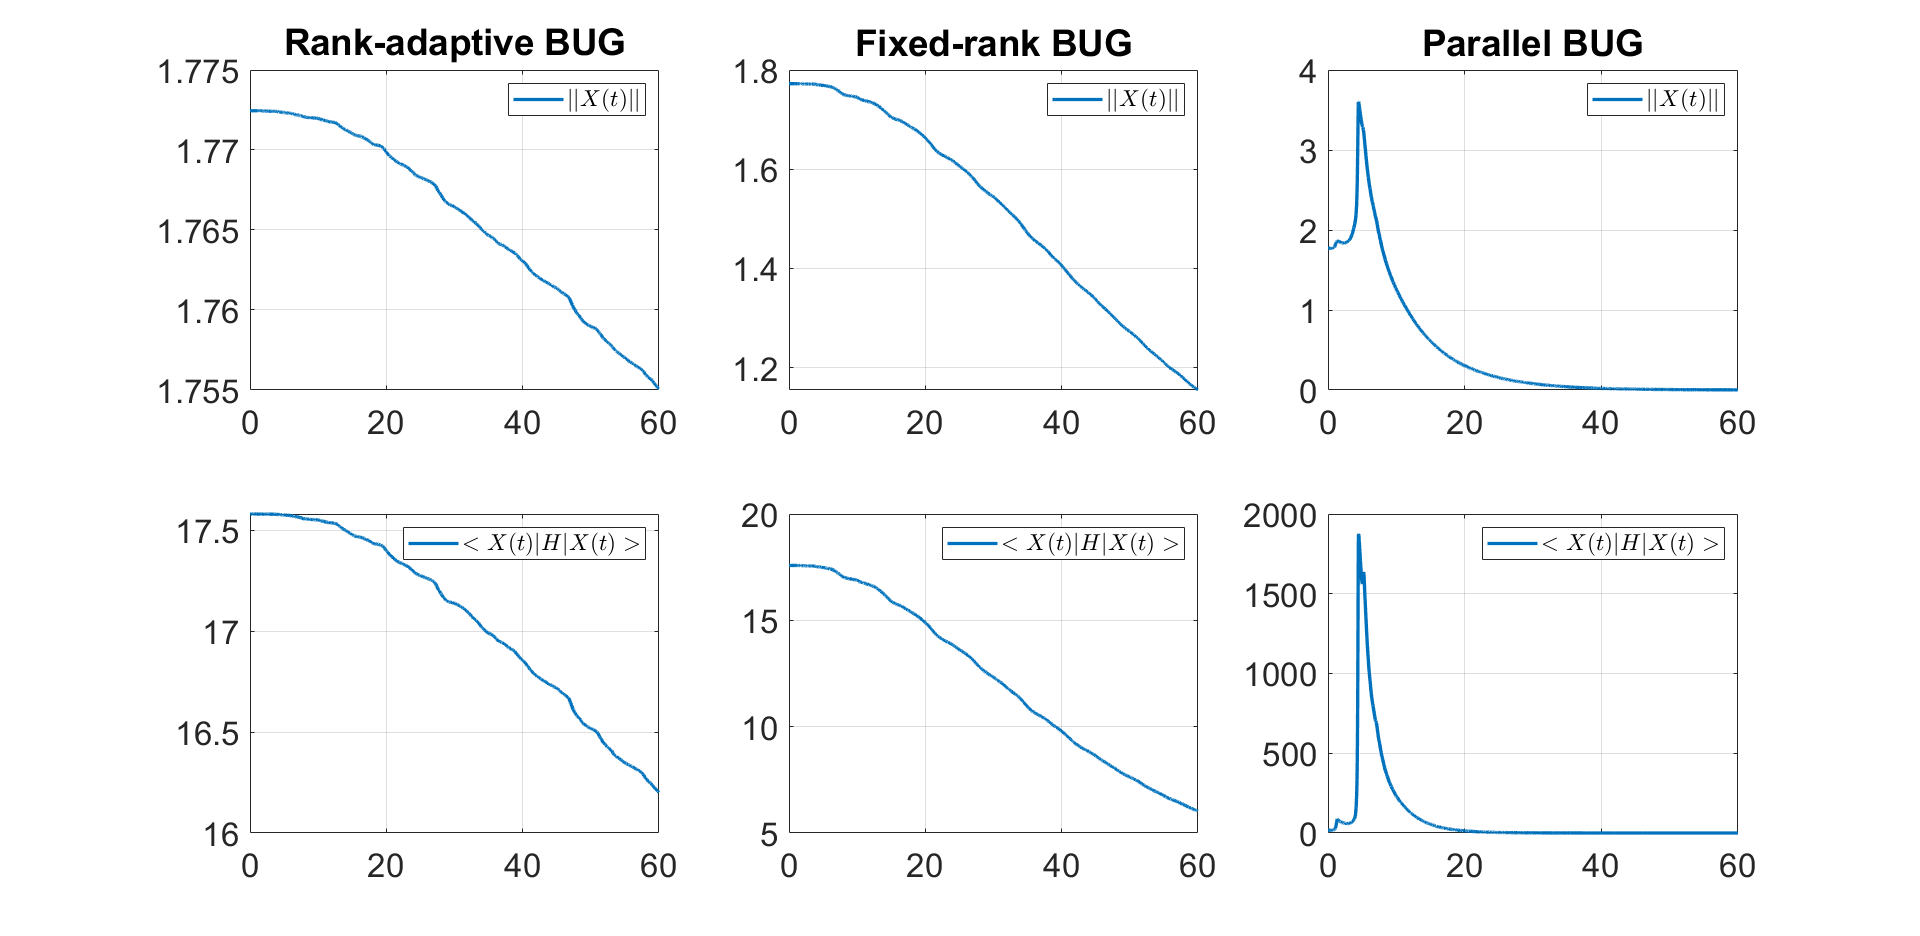 Rank-adaptive BUG
Fixed-rank BUG
Parallel BUG
1.775
1.77
1.765
1.76
1.755
0 20 40 60
||X(t)||
1.8
1.6
1.4
1.2
0 20 40 60
||X(t)||
4
3
2
1
0
0 20 40 60
||X(t)||
17.5
17
16.5
16
0 20 40 60
< X(t)|H|X(t) >
20
15
10
5
0 20 40 60
< X(t)|H|X(t) >
2000
1500
1000
500
0
0 20 40 60
< X(t)|H|X(t) >